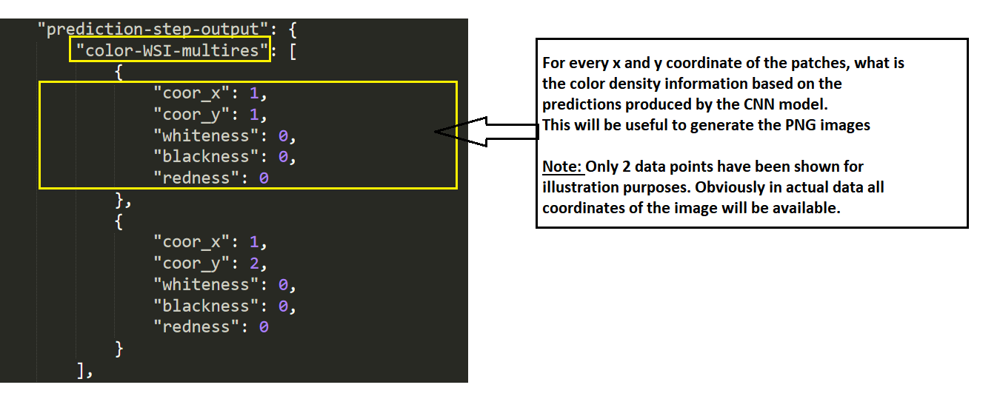 "prediction-step-output": {
"color-WSI-multires": [
{
"coor_x": 1,
"coor_y": 1,
"whiteness": 0,
"blackness": 0,
"redness": 0
},
{
"coor_x": 1,
"coor_y": 2,
"whiteness": 0,
"blackness": 0,
"redness": 0
}
],
For every x and y coordinate of the patches, what is
the color density information based on the
predictions produced by the CNN model.
This will be useful to generate the PNG images
Note: Only 2 data points have been shown for
illustration purposes. Obviously in actual data all
coordinates of the image will be available.